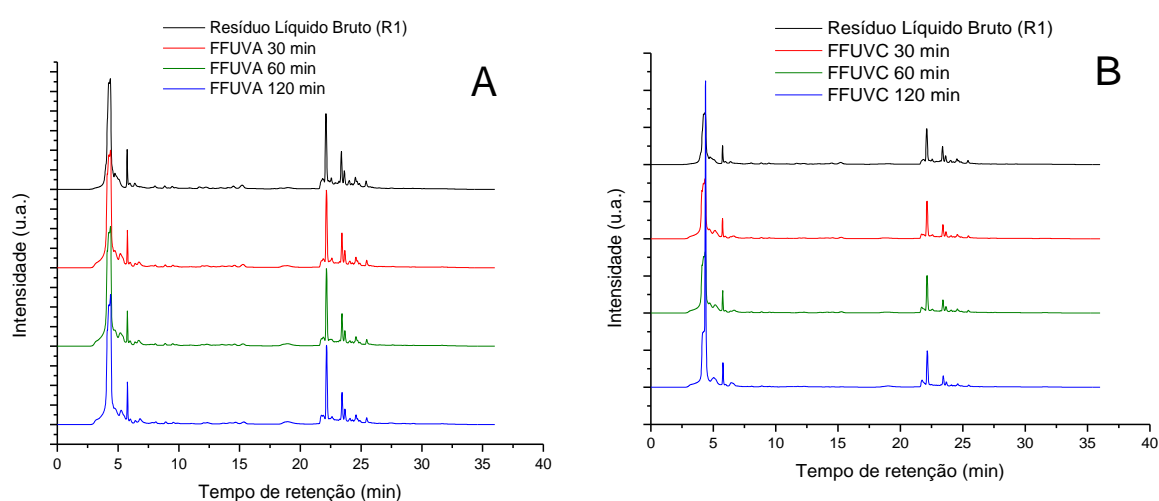 Resíduo Líquido Bruto (R1)
FFUVA 30 min
FFUVA 60 min
FFUVA 120 min
A
Intensidade (u.a.)
0 5 10 15 20 25 30 35 40
Tempo de retenção (min)
Resíduo Líquido Bruto (R1)
FFUVC 30 min
FFUVC 60 min
FFUVC 120 min
B
Intensidade (u.a.)
0 5 10 15 20 25 30 35 40
Tempo de retenção (min)